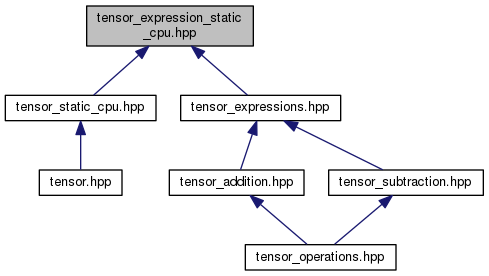 tensor_expression_static
_cpu.hpp
tensor_static_cpu.hpp
tensor_expressions.hpp
tensor.hpp
tensor_addition.hpp
tensor_subtraction.hpp
tensor_operations.hpp